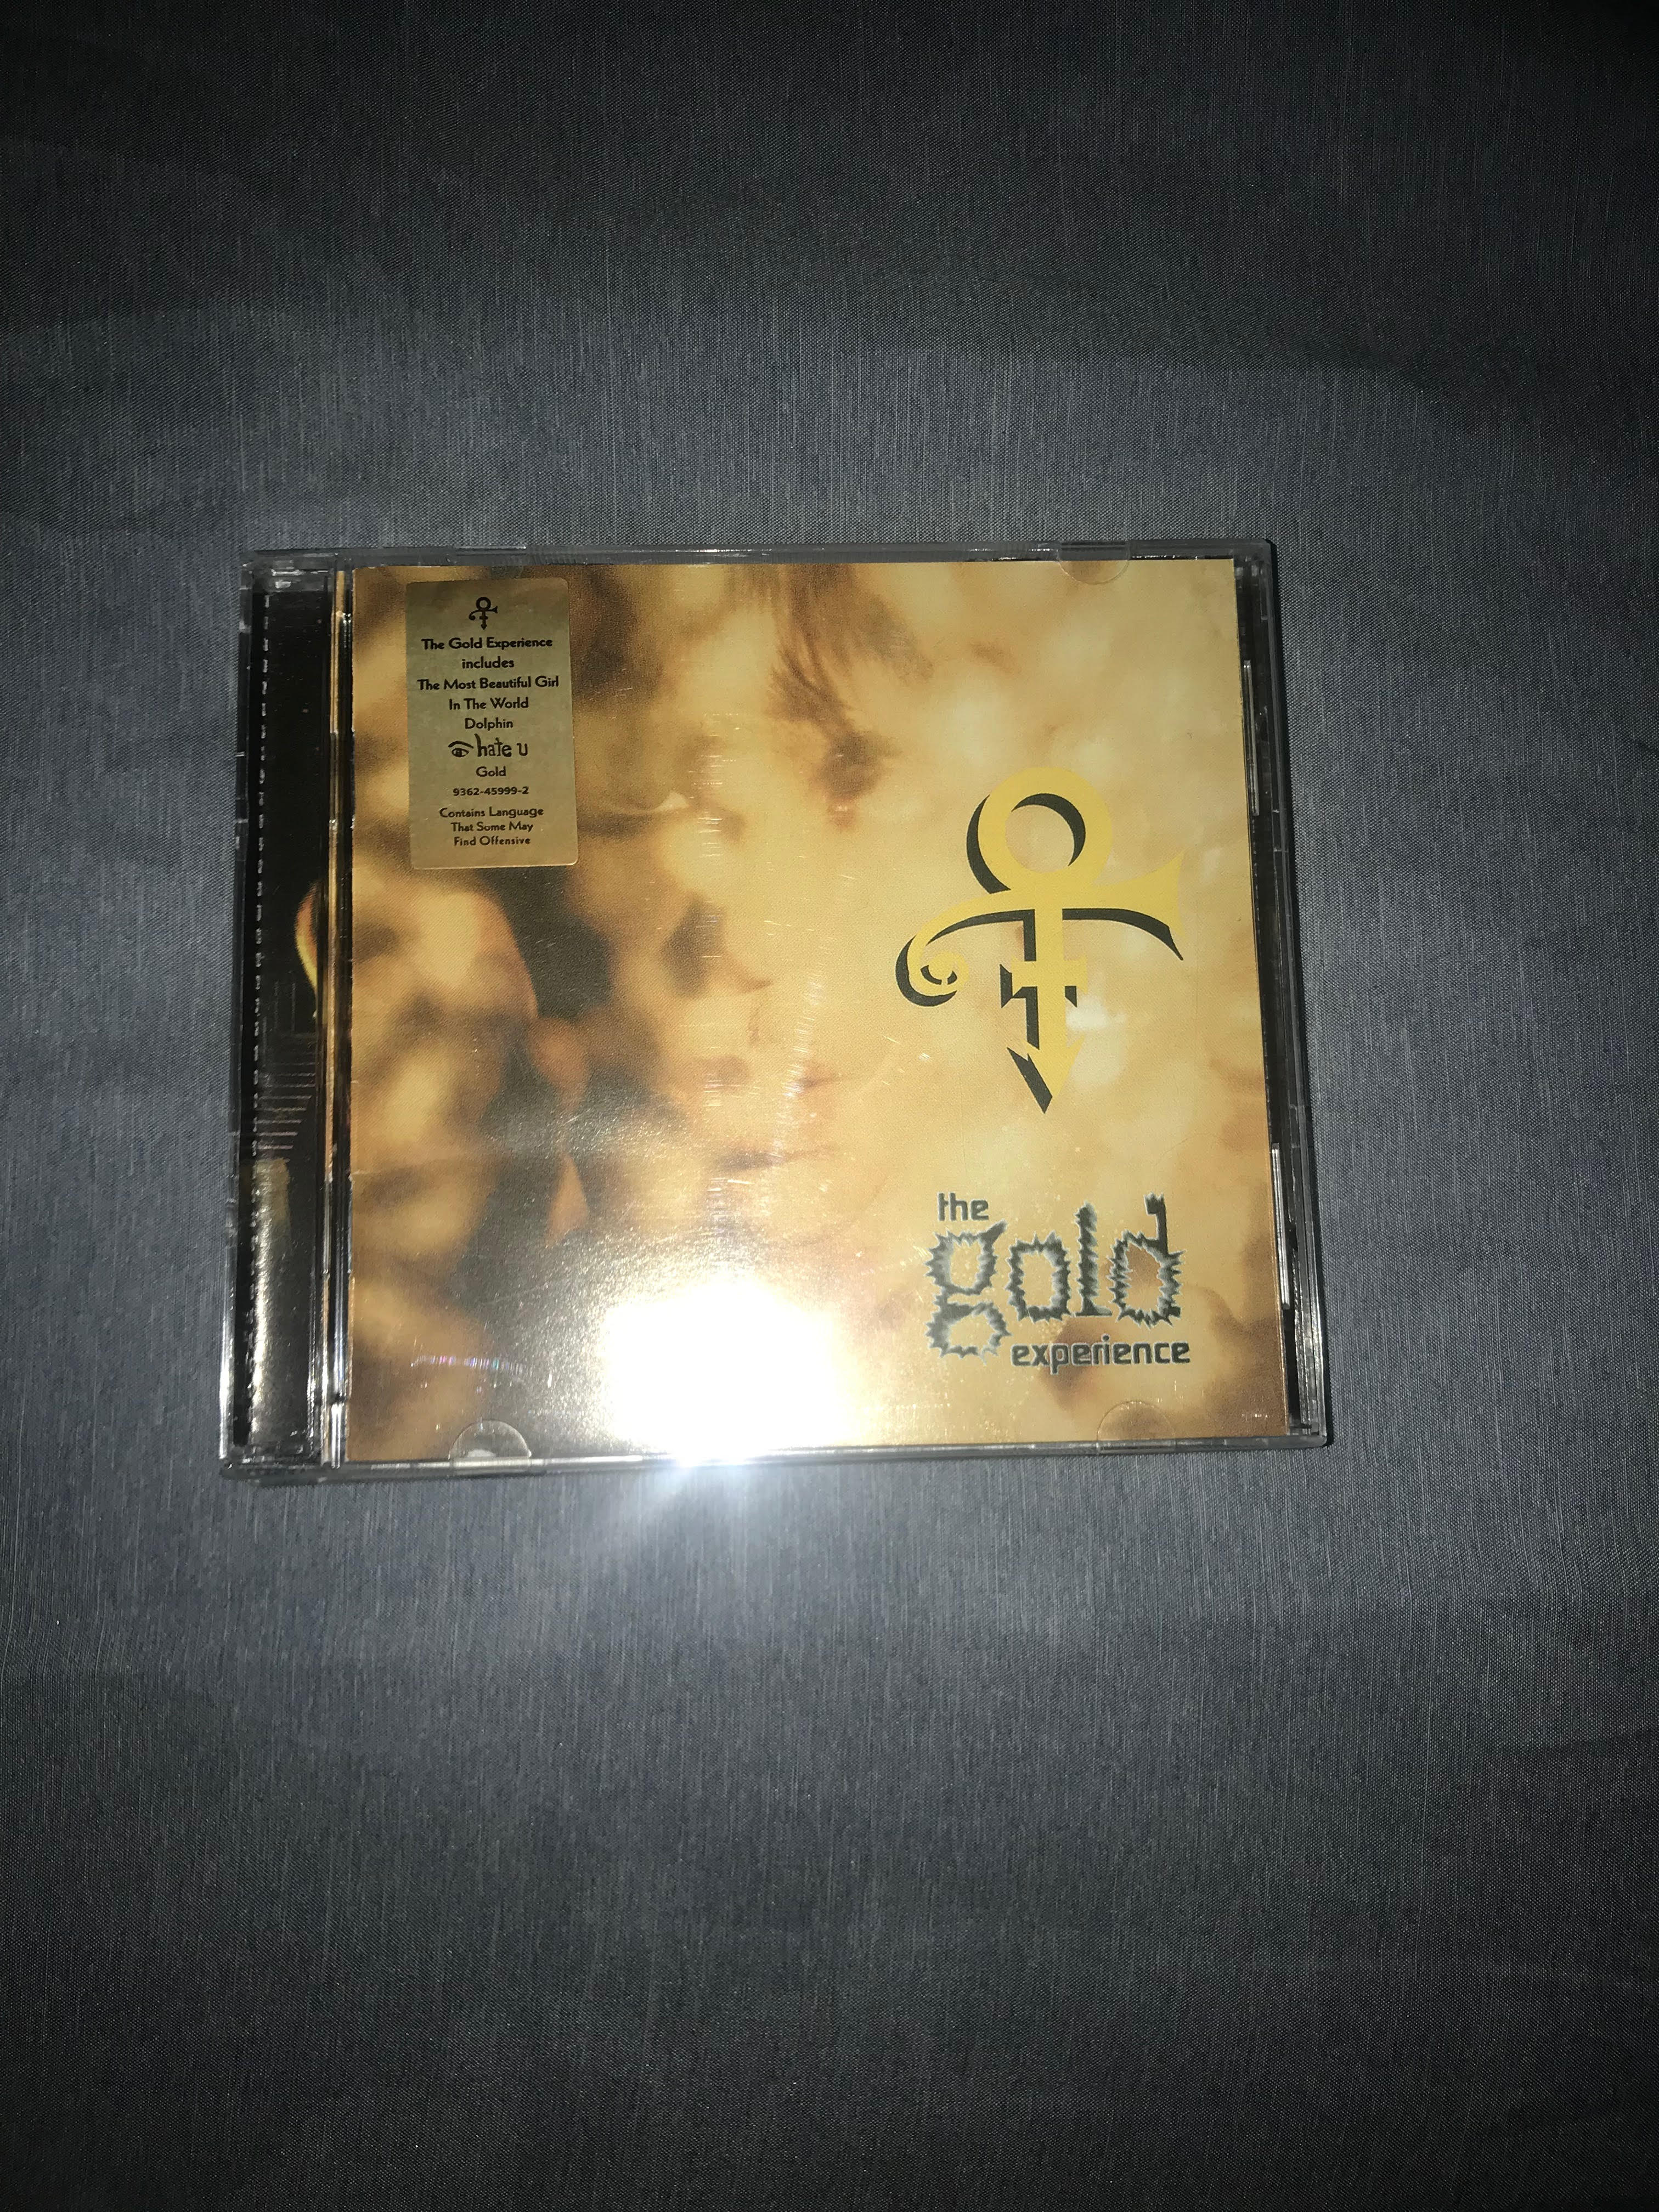 The Gold Experience
includes
The Most Beautiful Girl
In The World
Dolphin
hate u
Gold
9362-45999-2
Contains Language
That Some May
Find Offensive
the
gold
experience